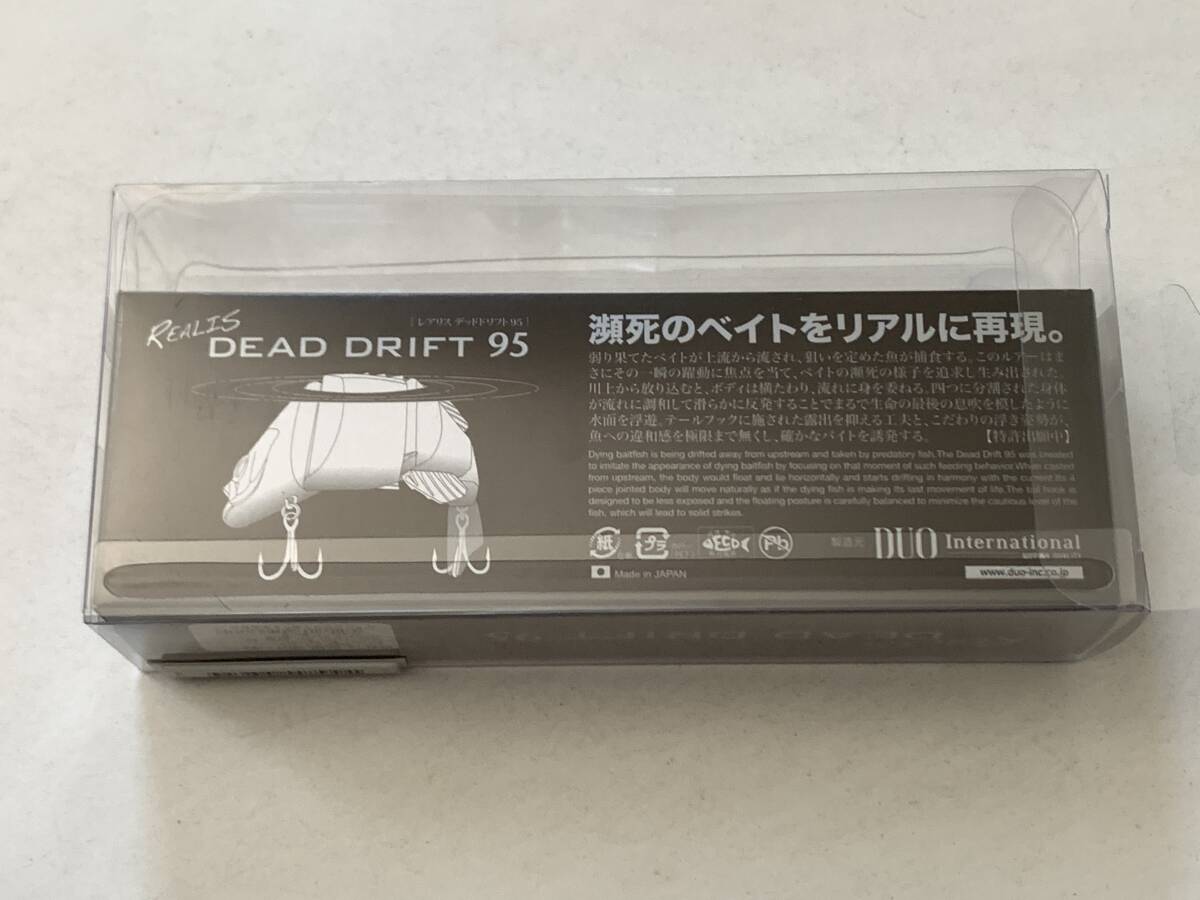 REALIS
[レアリス デッドドリフト95]
DEAD DRIFT 95
瀕死のベイトをリアルに再現。
弱り果てたベイトが上流から流され、狙いを定めた魚が捕食する。このルアーはま
さにその一瞬の躍動に焦点を当て、ベイトの瀕死の様子を追求し生み出された。
川上から放り込むと、ボディは横たわり、流れに身を委ねる。四つに分割された身体
が流れに調和して滑らかに反発することでまるで生命の最後の息吹を模したように
水面を浮遊。テールフックに施された露出を抑える工夫と、こだわりの浮き姿勢が、
魚への違和感を極限まで無くし、確かなバイトを誘発する。 【特許出願中】
Dying baitfish is being drifted away from upstream and taken by predatory fish.The Dead Drift 95 was created
to imitate the appearance of dying baitfish by focusing on that moment of such feeding behavior.When casted
from upstream, the body would float and lie horizontally and starts drifting in harmony with the current.Its 4
piece jointed body will move naturally as if the dying fish is making its last movement of life.The tail hook is
designed to be less exposed and the floating posture is carefully balanced to minimize the cautious level of the
fish, which will lead to solid strikes.
紙 プラ ECO Pb 製造元 DUO International
Made in JAPAN www.duo-inc.co.jp
DEAD DRIFT 95